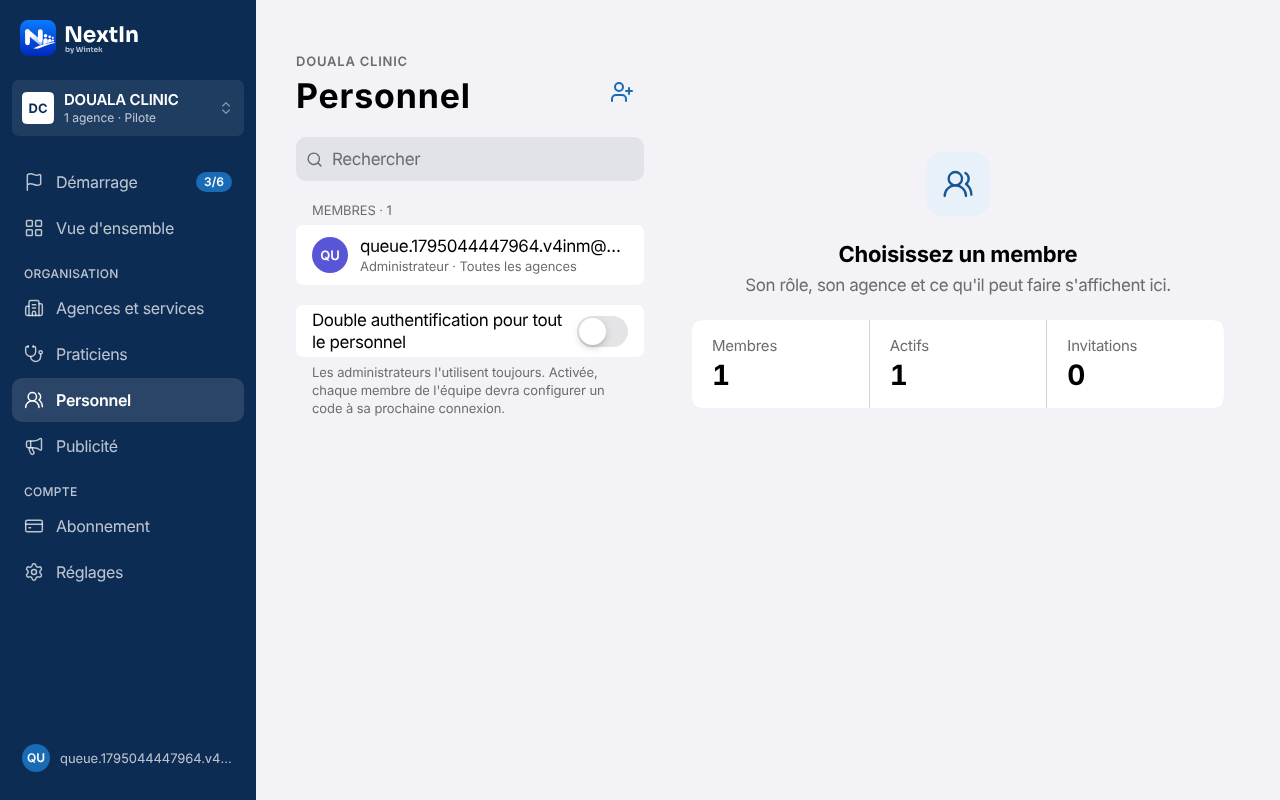 NextIn
by Wintek
DC
DOUALA CLINIC
1 agence · Pilote
Démarrage
3/6
Vue d'ensemble
ORGANISATION
Agences et services
Praticiens
Personnel
Publicité
COMPTE
Abonnement
Réglages
QU
queue.1795044447964.v4...
DOUALA CLINIC
Personnel
Rechercher
MEMBRES · 1
QU
queue.1795044447964.v4inm@...
Administrateur · Toutes les agences
Double authentification pour tout
le personnel
Les administrateurs l'utilisent toujours. Activée,
chaque membre de l'équipe devra configurer un
code à sa prochaine connexion.
Choisissez un membre
Son rôle, son agence et ce qu'il peut faire s'affichent ici.
Membres
1
Actifs
1
Invitations
0